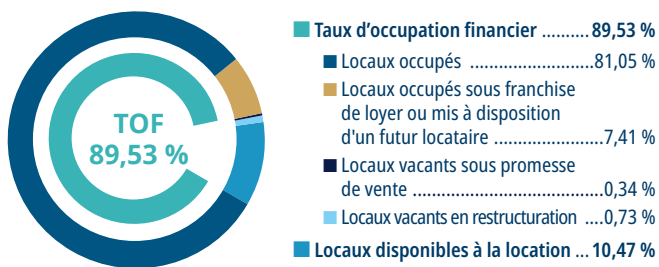 TOF
89,53 %
Taux d’occupation financier ..........89,53 %
Locaux occupés .....................81,05 %
Locaux occupés sous franchise
de loyer ou mis à disposition
d'un futur locataire ..................7,41 %
Locaux vacants sous promesse
de vente ...............................0,34 %
Locaux vacants en restructuration ....0,73 %
Locaux disponibles à la location ...10,47 %